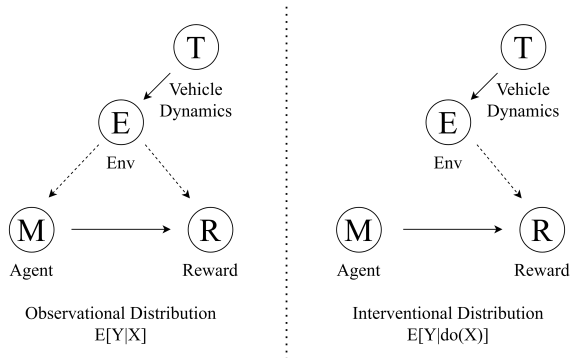 T
Vehicle
Dynamics
E
Env
M
Agent
R
Reward
Observational Distribution
E[Y|X]
T
Vehicle
Dynamics
E
Env
M
Agent
R
Reward
Interventional Distribution
E[Y|do(X)]